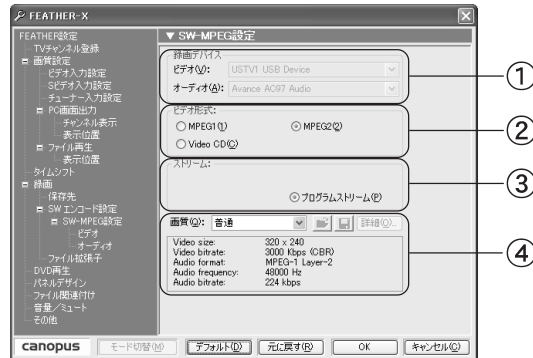 FEATHER-X
FEATHER設定
TVチャンネル登録
画質設定
ビデオ入力設定
Sビデオ入力設定
チューナー入力設定
PC画面出力
チャンネル表示
表示位置
ファイル再生
表示位置
タイムシフト
録画
保存先
SWエンコード設定
SW-MPEG設定
ビデオ
オーディオ
ファイル拡張子
DVD再生
パネルデザイン
ファイル関連付け
音量/ミュート
その他
▼ SW-MPEG設定
録画デバイス
ビデオ(V): USTV1 USB Device
オーディオ(A): Avance AC97 Audio
①
ビデオ形式:
MPEG1(1) MPEG2(2)
Video CD(C)
②
ストリーム:
プログラムストリーム(P)
③
画質(Q): 普通 詳細(O)...
Video size: 320 x 240
Video bitrate: 3000 Kbps (CBR)
Audio format: MPEG-1 Layer-2
Audio frequency: 48000 Hz
Audio bitrate: 224 kbps
④
canopus モード切替(M) デフォルト(D) 元に戻す(R) OK キャンセル(C)